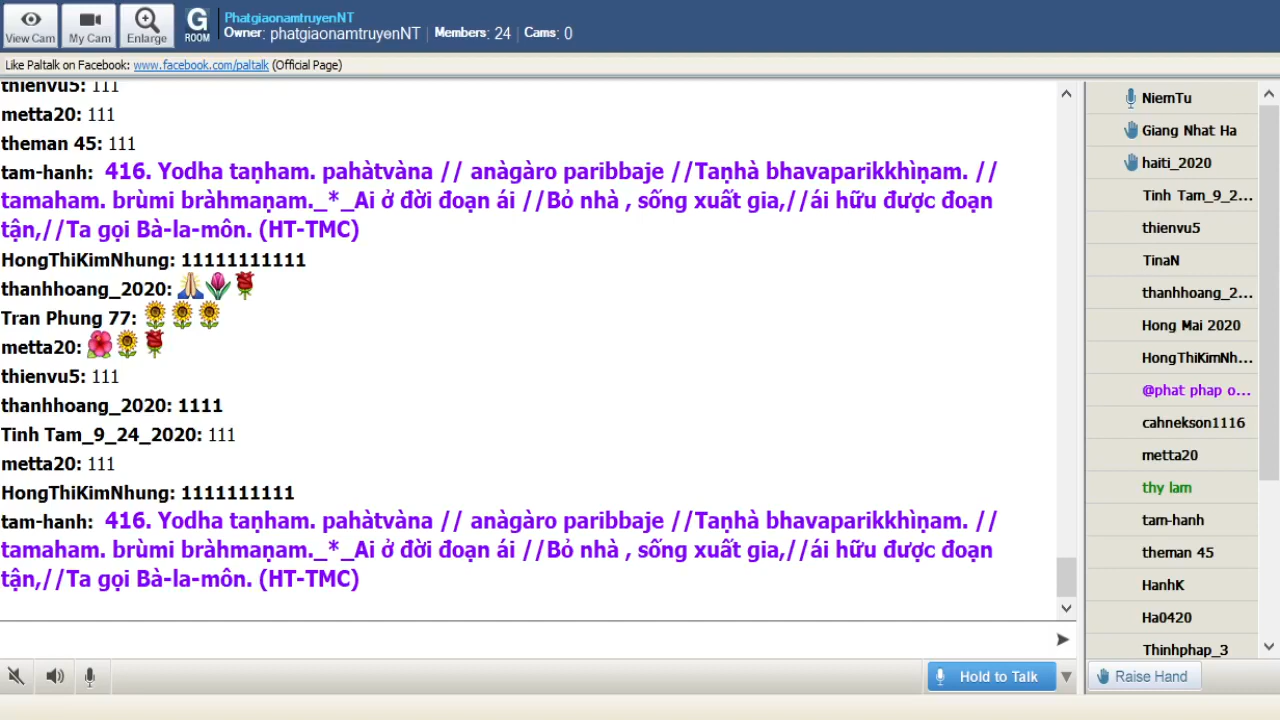 PhatgiaonamtruyenNT
View Cam
My Cam
Enlarge
G
ROOM
Owner: phatgiaonamtruyenNT | Members: 24 | Cams: 0
Like Paltalk on Facebook: www.facebook.com/paltalk (Official Page)
thienvu5: 111
metta20: 111
theman 45: 111
tam-hanh: 416. Yodha taṇham. pahàtvàna // anàgàro paribbaje //Taṇhà bhavaparikkhìṇam. //
tamaham. brùmi bràhmaṇam._*_Ai ở đời đoạn ái //Bỏ nhà , sống xuất gia,//ái hữu được đoạn
tận,//Ta gọi Bà-la-môn. (HT-TMC)
HongThiKimNhung: 11111111111
thanhhoang_2020:
Tran Phung 77:
metta20:
thienvu5: 111
thanhhoang_2020: 1111
Tinh Tam_9_24_2020: 111
metta20: 111
HongThiKimNhung: 1111111111
tam-hanh: 416. Yodha taṇham. pahàtvàna // anàgàro paribbaje //Taṇhà bhavaparikkhìṇam. //
tamaham. brùmi bràhmaṇam._*_Ai ở đời đoạn ái //Bỏ nhà , sống xuất gia,//ái hữu được đoạn
tận,//Ta gọi Bà-la-môn. (HT-TMC)
Hold to Talk
NiemTu
Giang Nhat Ha
haiti_2020
Tinh Tam_9_2...
thienvu5
TinaN
thanhhoang_2...
Hong Mai 2020
HongThiKimNh...
@phat phap o...
cahnekson1116
metta20
thy lam
tam-hanh
theman 45
HanhK
Ha0420
Thinhphap_3
Raise Hand